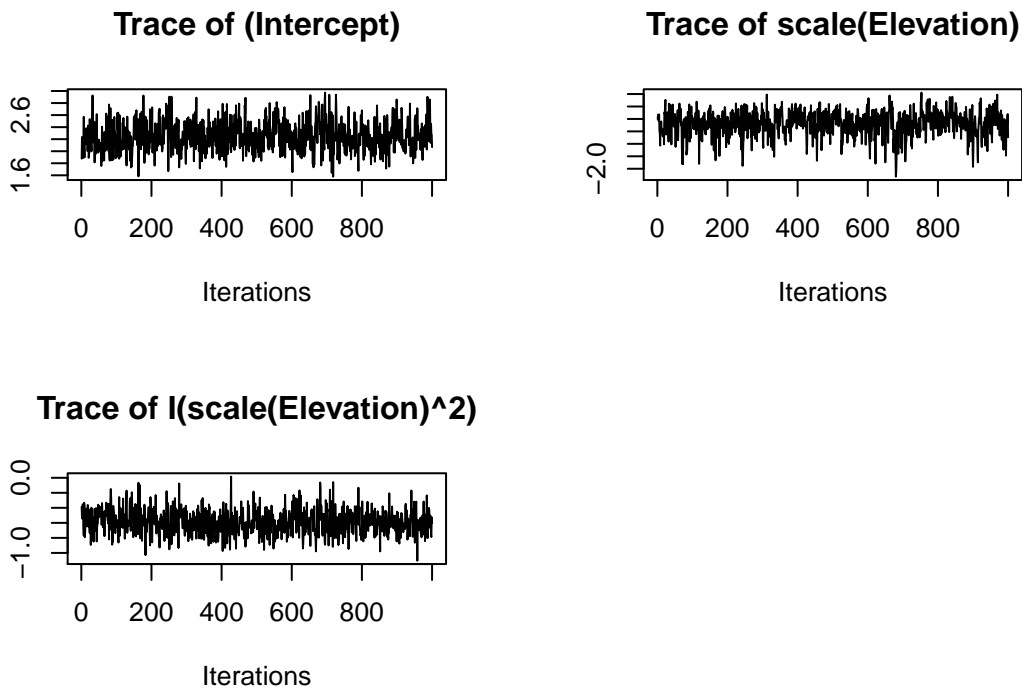 Trace of (Intercept)
1.6 2.6
0 200 400 600 800
Iterations
Trace of scale(Elevation)
−2.0
0 200 400 600 800
Iterations
Trace of I(scale(Elevation)^2)
−1.0 0.0
0 200 400 600 800
Iterations